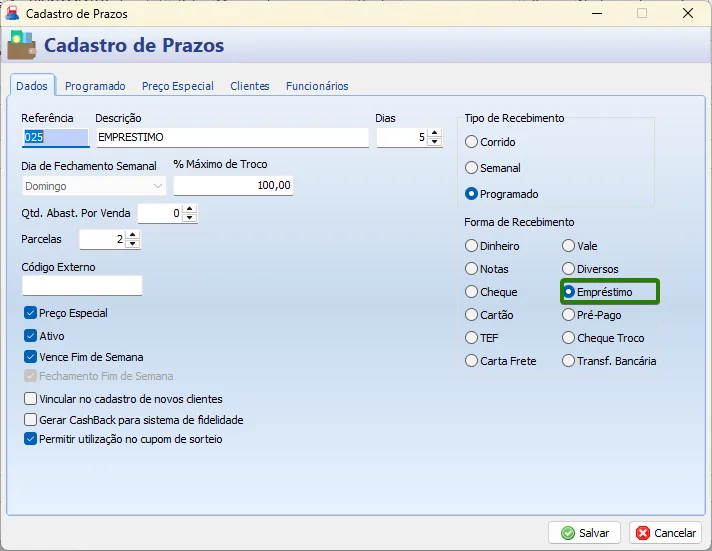 Cadastro de Prazos
Cadastro de Prazos
Dados Programado Preço Especial Clientes Funcionários
Referência Descrição Dias
025 EMPRESTIMO 5
Dia de Fechamento Semanal % Máximo de Troco
Domingo 100,00
Qtd. Abast. Por Venda 0
Parcelas 2
Código Externo
Preço Especial
Ativo
Vence Fim de Semana
Fechamento Fim de Semana
Vincular no cadastro de novos clientes
Gerar CashBack para sistema de fidelidade
Permitir utilização no cupom de sorteio
Tipo de Recebimento
Corrido
Semanal
Programado
Forma de Recebimento
Dinheiro Vale
Notas Diversos
Cheque Empréstimo
Cartão Pré-Pago
TEF Cheque Troco
Carta Frete Transf. Bancária
Salvar Cancelar